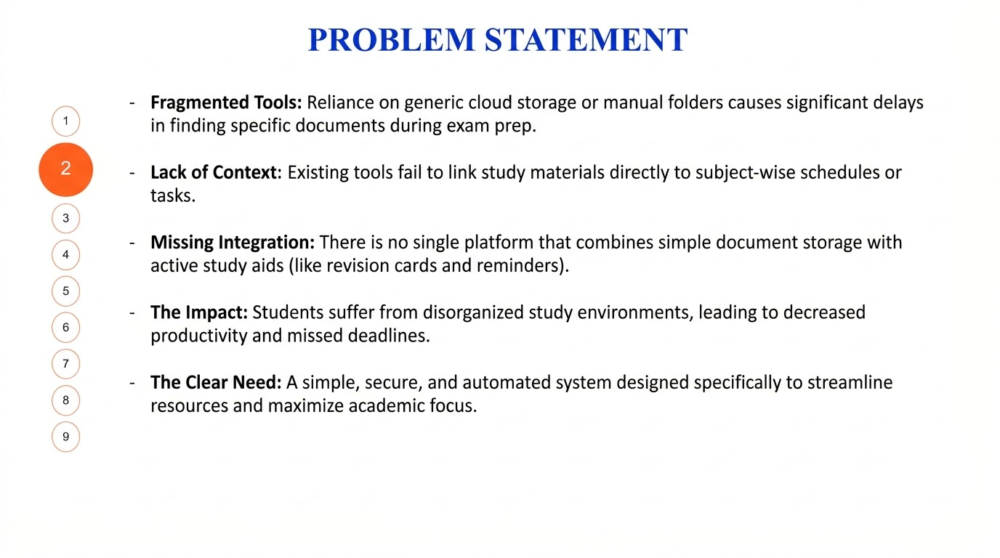 PROBLEM STATEMENT
- Fragmented Tools: Reliance on generic cloud storage or manual folders causes significant delays
in finding specific documents during exam prep.
- Lack of Context: Existing tools fail to link study materials directly to subject-wise schedules or
tasks.
- Missing Integration: There is no single platform that combines simple document storage with
active study aids (like revision cards and reminders).
- The Impact: Students suffer from disorganized study environments, leading to decreased
productivity and missed deadlines.
- The Clear Need: A simple, secure, and automated system designed specifically to streamline
resources and maximize academic focus.
1
2
3
4
5
6
7
8
9